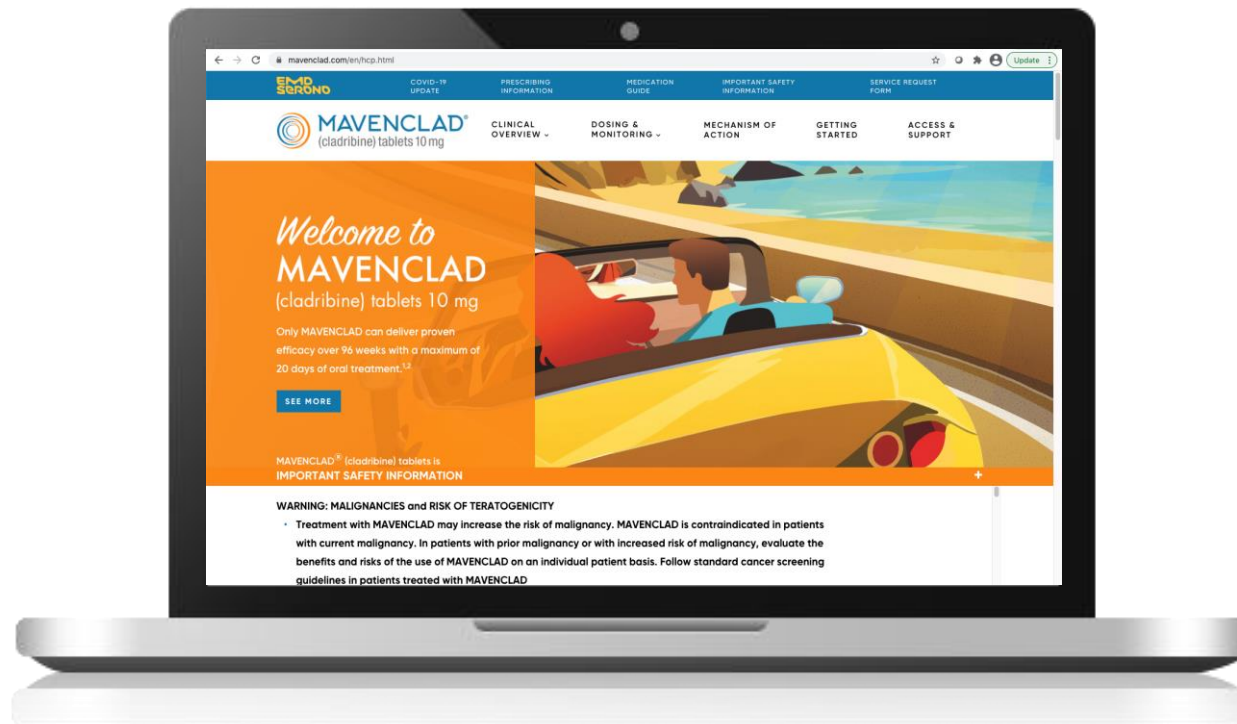 mavenclad.com/en/hcp.html
Update
EMD
SERONO
COVID-19
UPDATE
PRESCRIBING
INFORMATION
MEDICATION
GUIDE
IMPORTANT SAFETY
INFORMATION
SERVICE REQUEST
FORM
MAVENCLAD®
(cladribine) tablets 10 mg
CLINICAL
OVERVIEW
DOSING &
MONITORING
MECHANISM OF
ACTION
GETTING
STARTED
ACCESS &
SUPPORT
Welcome to
MAVENCLAD
(cladribine) tablets 10 mg
Only MAVENCLAD can deliver proven
efficacy over 96 weeks with a maximum of
20 days of oral treatment.1,2
SEE MORE
MAVENCLAD® (cladribine) tablets is
IMPORTANT SAFETY INFORMATION +
WARNING: MALIGNANCIES and RISK OF TERATOGENICITY
• Treatment with MAVENCLAD may increase the risk of malignancy. MAVENCLAD is contraindicated in patients
with current malignancy. In patients with prior malignancy or with increased risk of malignancy, evaluate the
benefits and risks of the use of MAVENCLAD on an individual patient basis. Follow standard cancer screening
guidelines in patients treated with MAVENCLAD